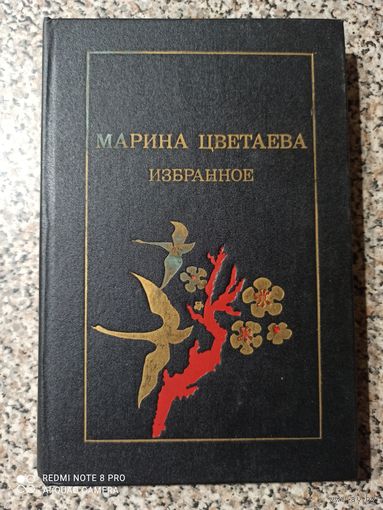 МАРИНА ЦВЕТАЕВА
ИЗБРАННОЕ
REDMI NOTE 8 PRO
AI QUAD CAMERA